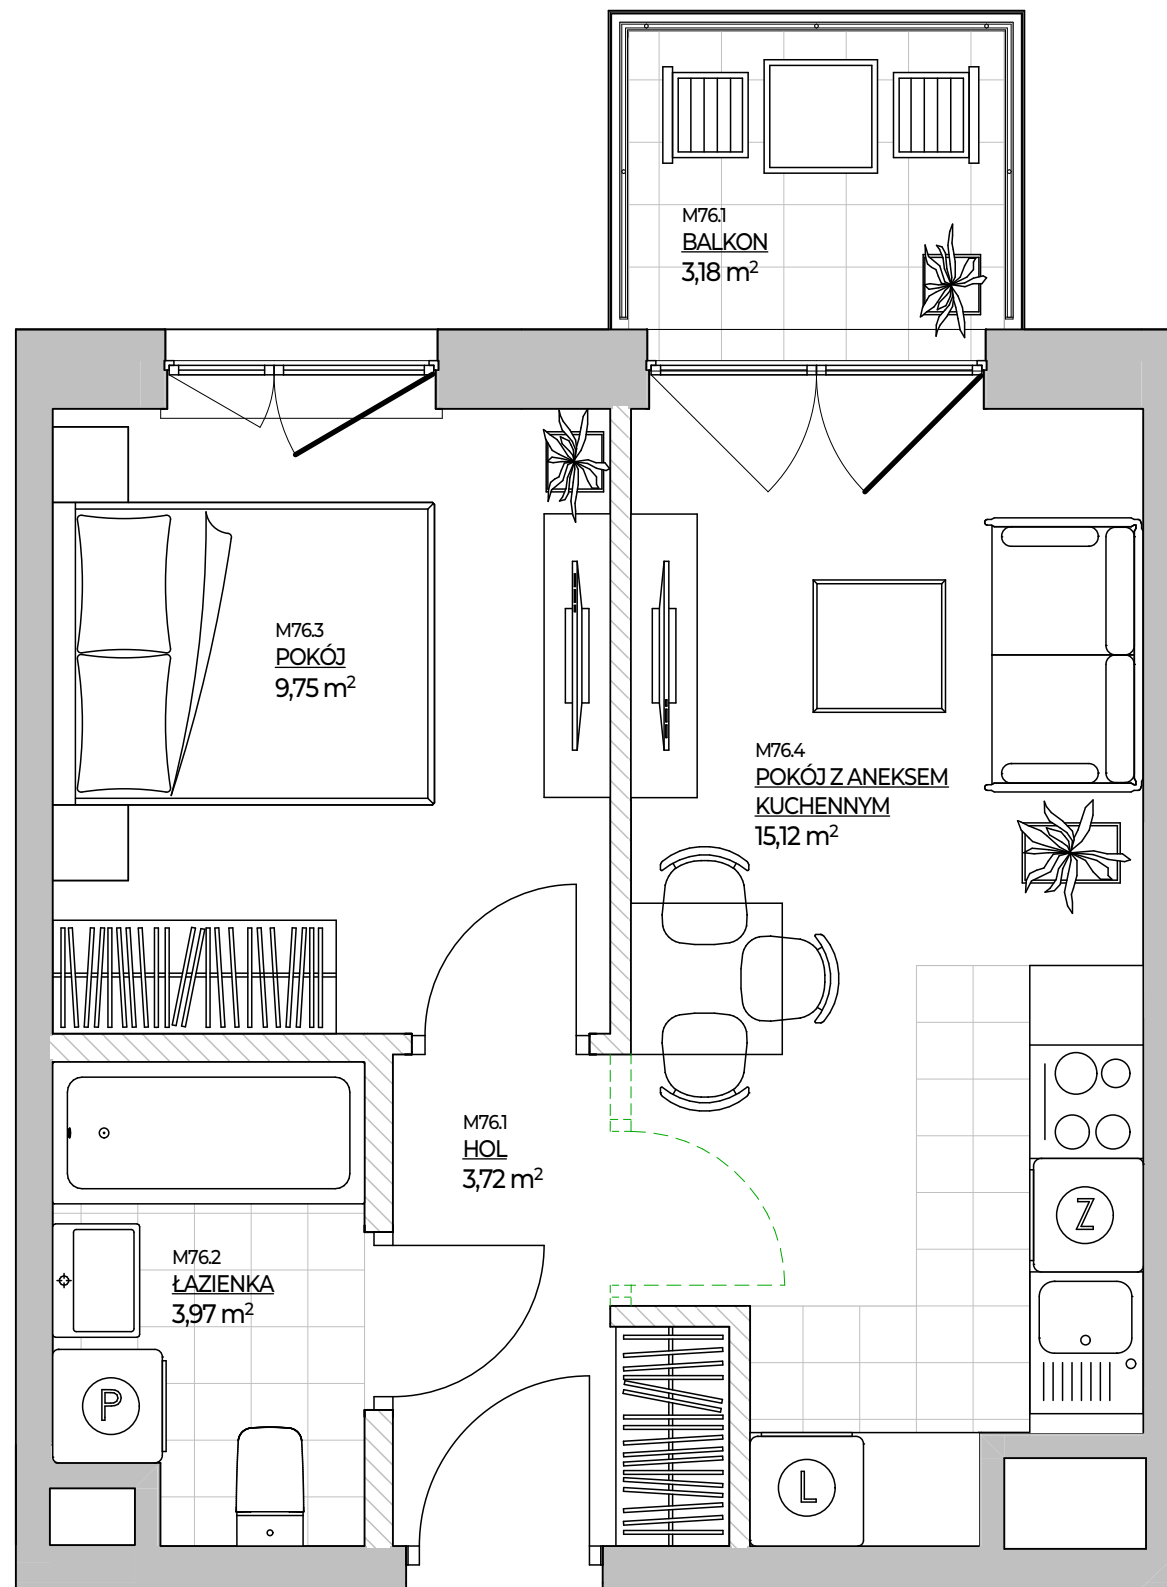 M76.1
BALKON
3,18 m²
M76.3
POKÓJ
9,75 m²
M76.4
POKÓJ Z ANEKSEM
KUCHENNYM
15,12 m²
M76.1
HOL
3,72 m²
Z
M76.2
ŁAZIENKA
3,97 m²
P
L